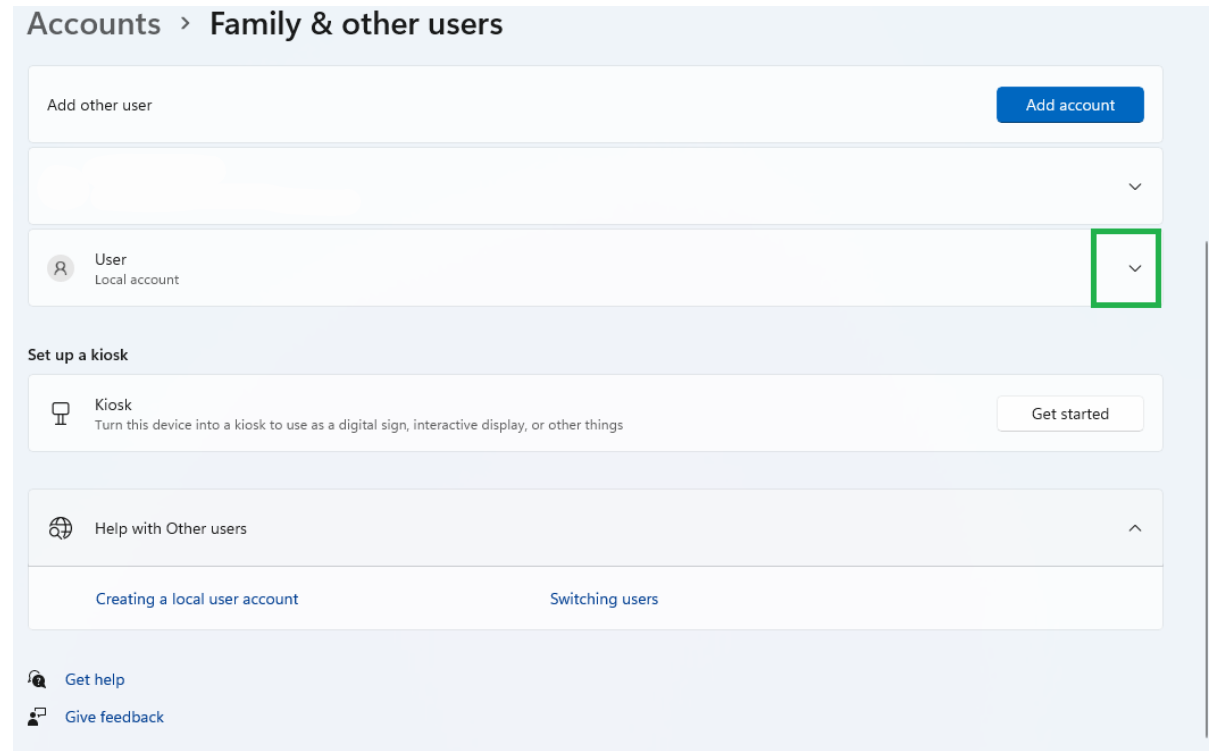 Accounts > Family & other users
Add other user
Add account
User
Local account
Set up a kiosk
Kiosk
Turn this device into a kiosk to use as a digital sign, interactive display, or other things
Get started
Help with Other users
Creating a local user account
Switching users
Get help
Give feedback